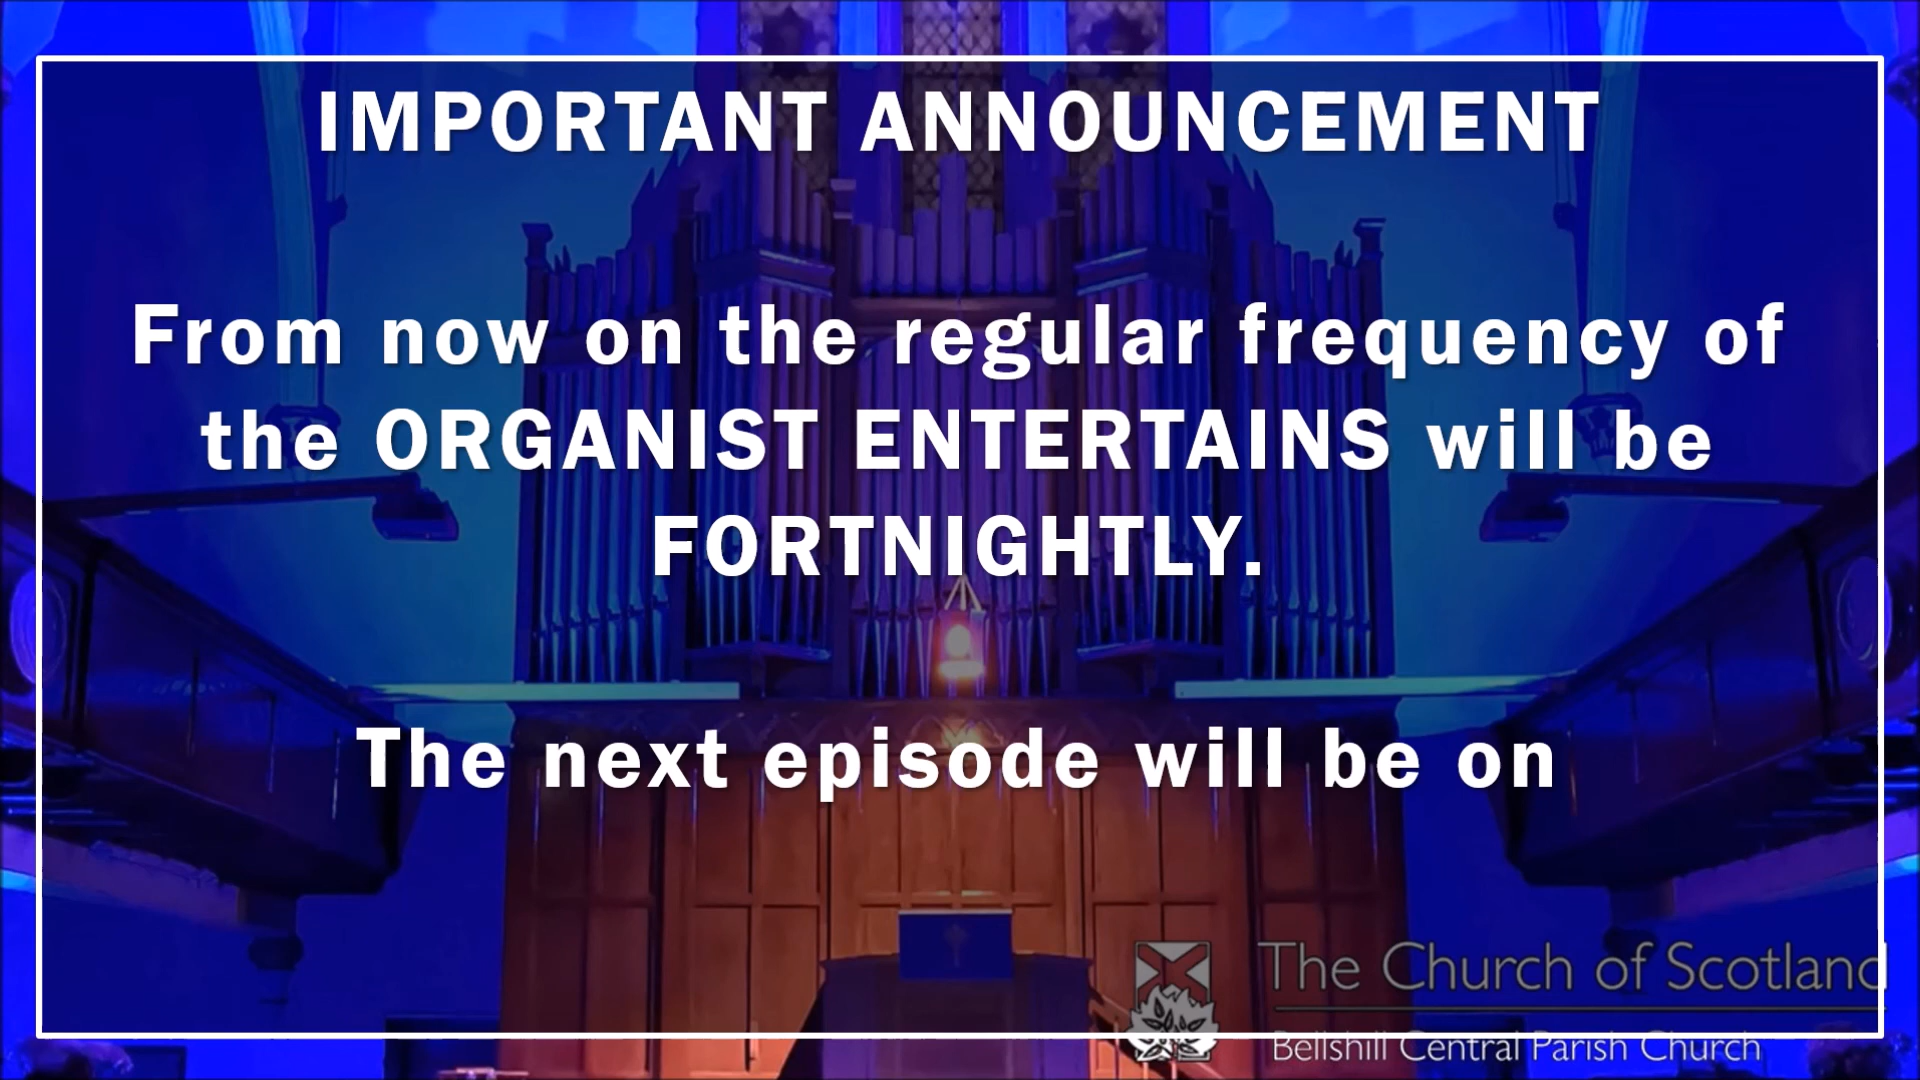 IMPORTANT ANNOUNCEMENT
From now on the regular frequency of
the ORGANIST ENTERTAINS will be
FORTNIGHTLY.
The next episode will be on
The Church of Scotland
Bellshill Central Parish Church